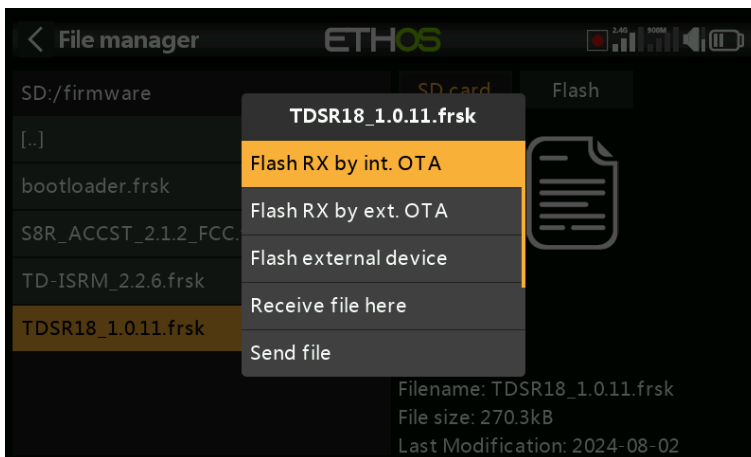 File manager
ETHOS
2.4G
900M
SD:/firmware
SD card
Flash
TDSR18_1.0.11.frsk
[..]
Flash RX by int. OTA
bootloader.frsk
Flash RX by ext. OTA
S8R_ACCST_2.1.2_FCC.
Flash external device
TD-ISRM_2.2.6.frsk
Receive file here
TDSR18_1.0.11.frsk
Send file
Filename: TDSR18_1.0.11.frsk
File size: 270.3kB
Last Modification: 2024-08-02